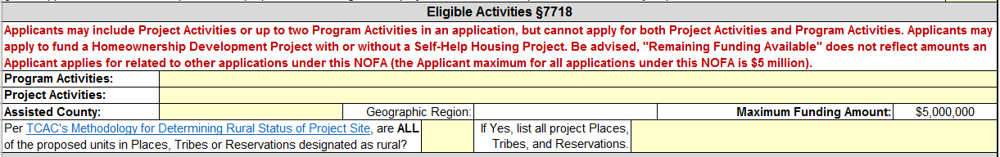 Eligible Activities §7718
Applicants may include Project Activities or up to two Program Activities in an application, but cannot apply for both Project Activities and Program Activities. Applicants may
apply to fund a Homeownership Development Project with or without a Self-Help Housing Project. Be advised, "Remaining Funding Available" does not reflect amounts an
Applicant applies for related to other applications under this NOFA (the Applicant maximum for all applications under this NOFA is $5 million).
Program Activities:
Project Activities:
Assisted County: Geographic Region: Maximum Funding Amount: $5,000,000
Per TCAC's Methodology for Determining Rural Status of Project Site, are ALL If Yes, list all project Places,
of the proposed units in Places, Tribes or Reservations designated as rural? Tribes, and Reservations.